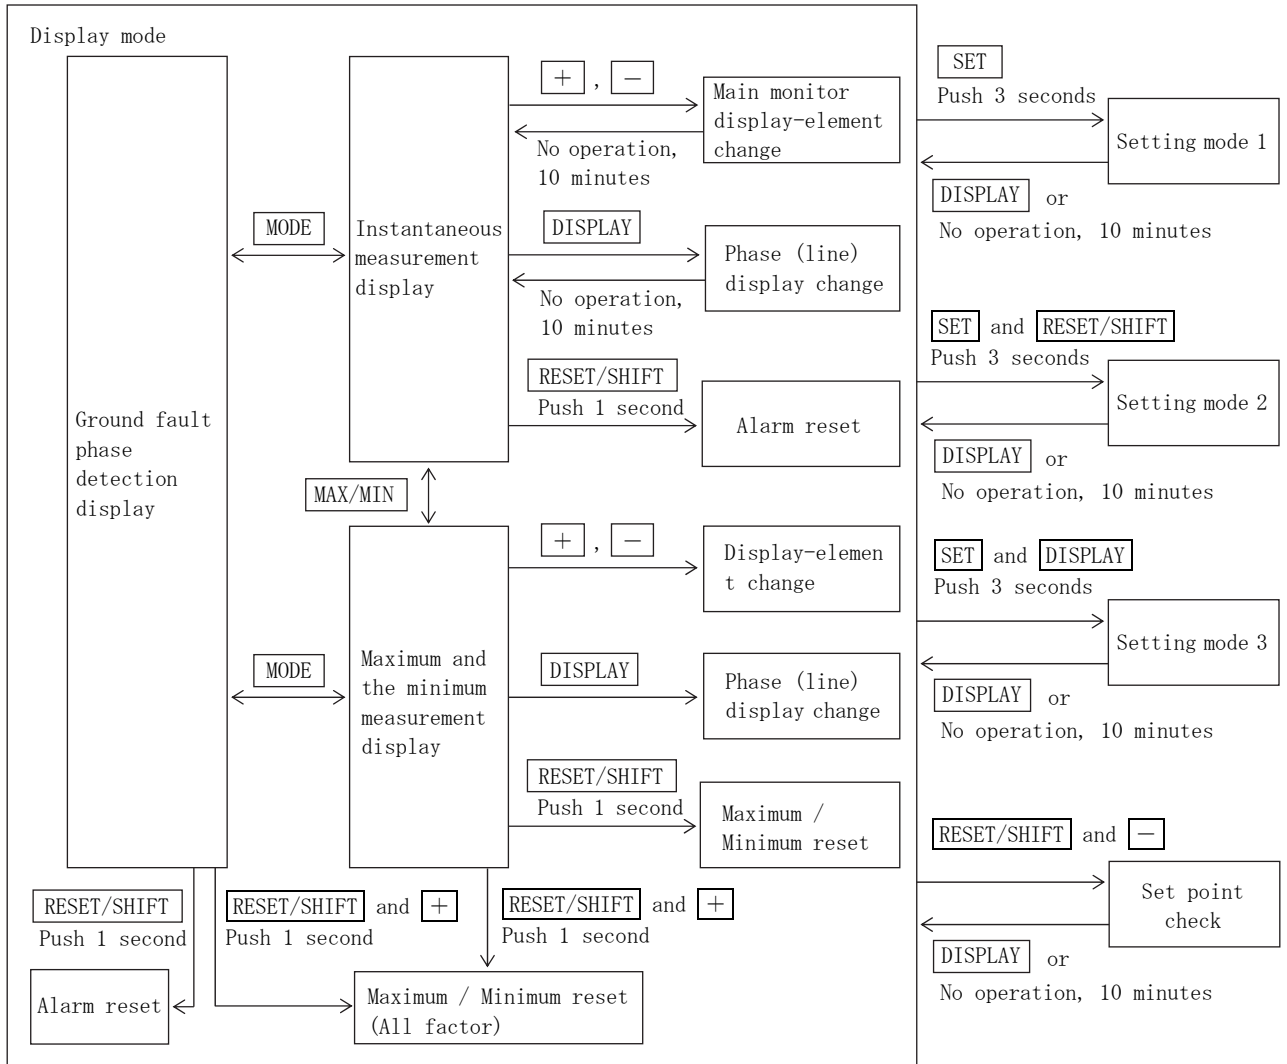 Display mode
Ground fault
phase
detection
display
MODE
MODE
Instantaneous
measurement
display
+ , −
No operation,
10 minutes
Main monitor
display-element
change
DISPLAY
No operation,
10 minutes
Phase (line)
display change
RESET/SHIFT
Push 1 second
Alarm reset
MAX/MIN
Maximum and
the minimum
measurement
display
+ , −
Display-elemen
t change
DISPLAY
Phase (line)
display change
RESET/SHIFT
Push 1 second
Maximum /
Minimum reset
RESET/SHIFT
Push 1 second
Alarm reset
RESET/SHIFT and +
Push 1 second
RESET/SHIFT and +
Push 1 second
Maximum / Minimum reset
(All factor)
SET
Push 3 seconds
Setting mode 1
DISPLAY or
No operation, 10 minutes
SET and RESET/SHIFT
Push 3 seconds
Setting mode 2
DISPLAY or
No operation, 10 minutes
SET and DISPLAY
Push 3 seconds
Setting mode 3
DISPLAY or
No operation, 10 minutes
RESET/SHIFT and −
Set point
check
DISPLAY or
No operation, 10 minutes